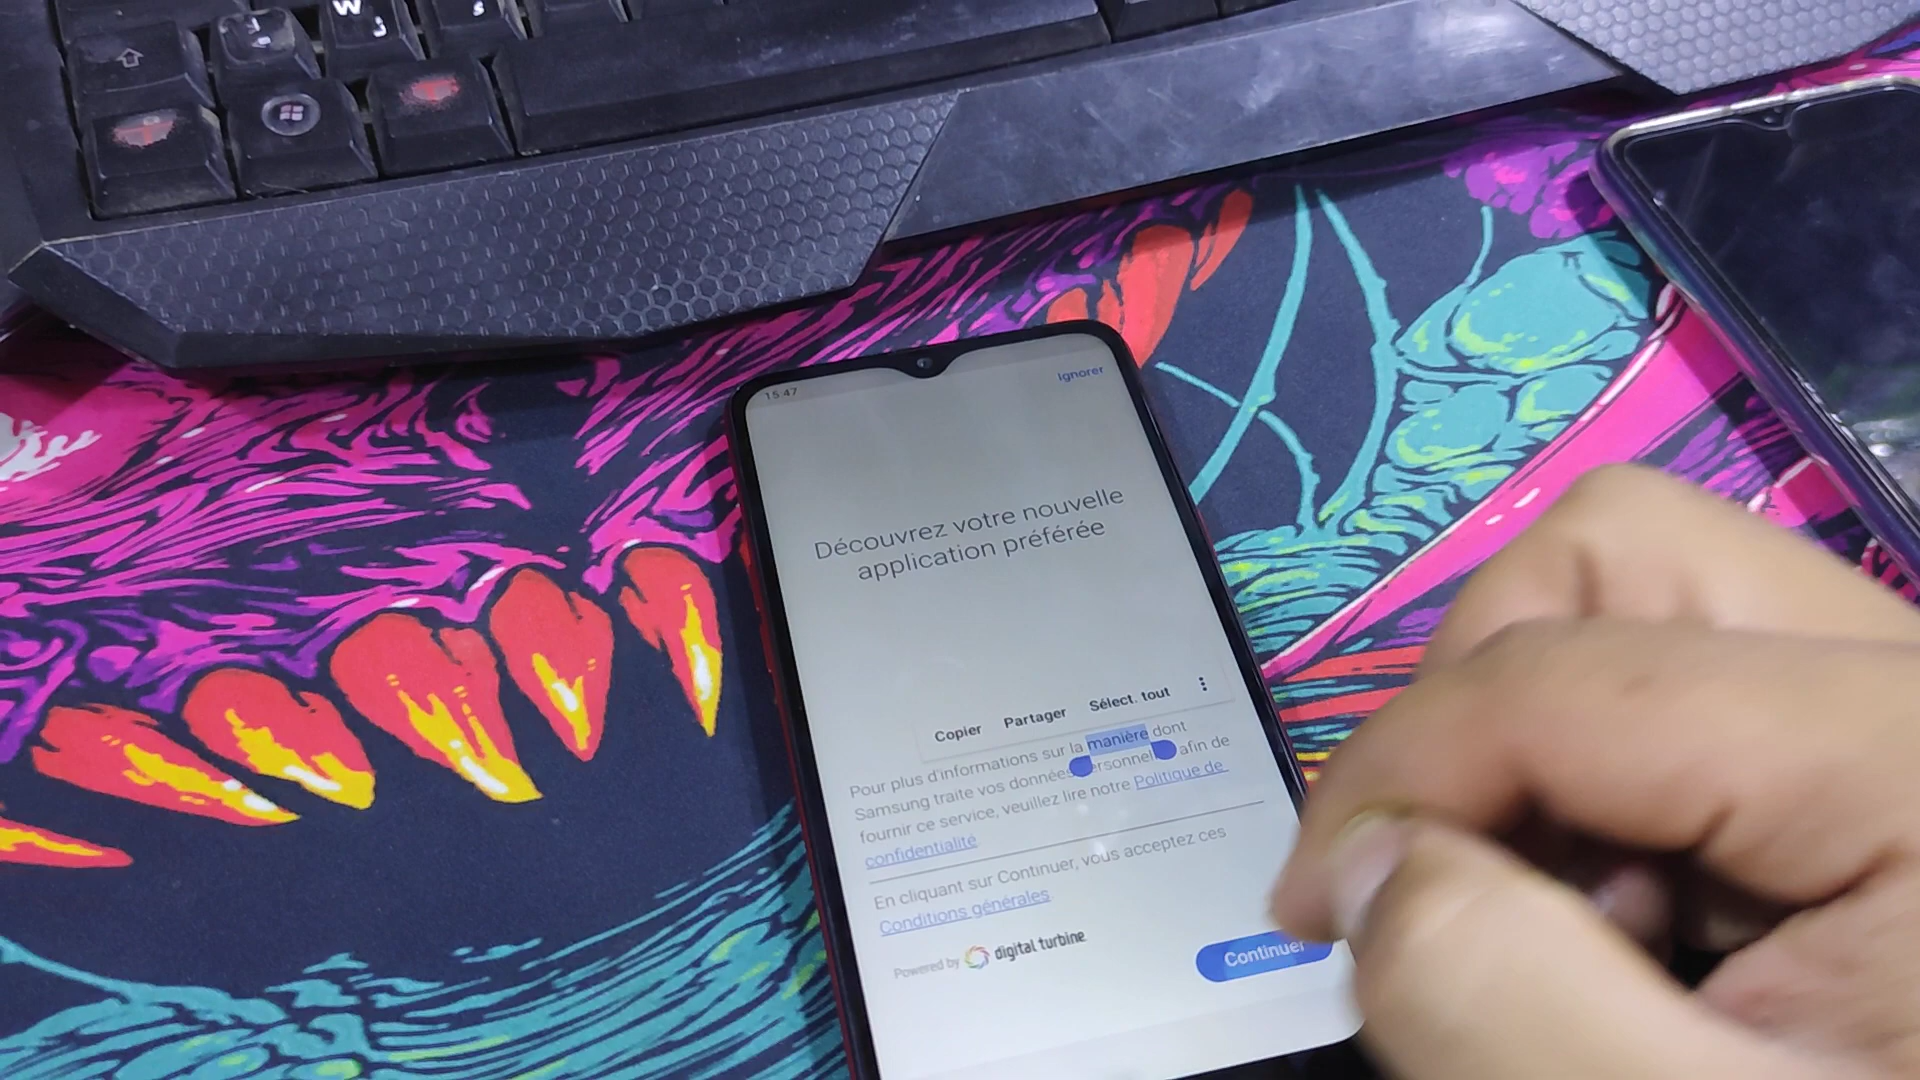 W
s
15:47
Ignorer
Découvrez votre nouvelle
application préférée
Copier Partager Sélect. tout
Pour plus d'informations sur la manière dont
Samsung traite vos données afin de
fournir ce service, veuillez lire notre Politique de
confidentialité
En cliquant sur Continuer, vous acceptez ces
Conditions générales.
Powered by digital turbine
Continuer